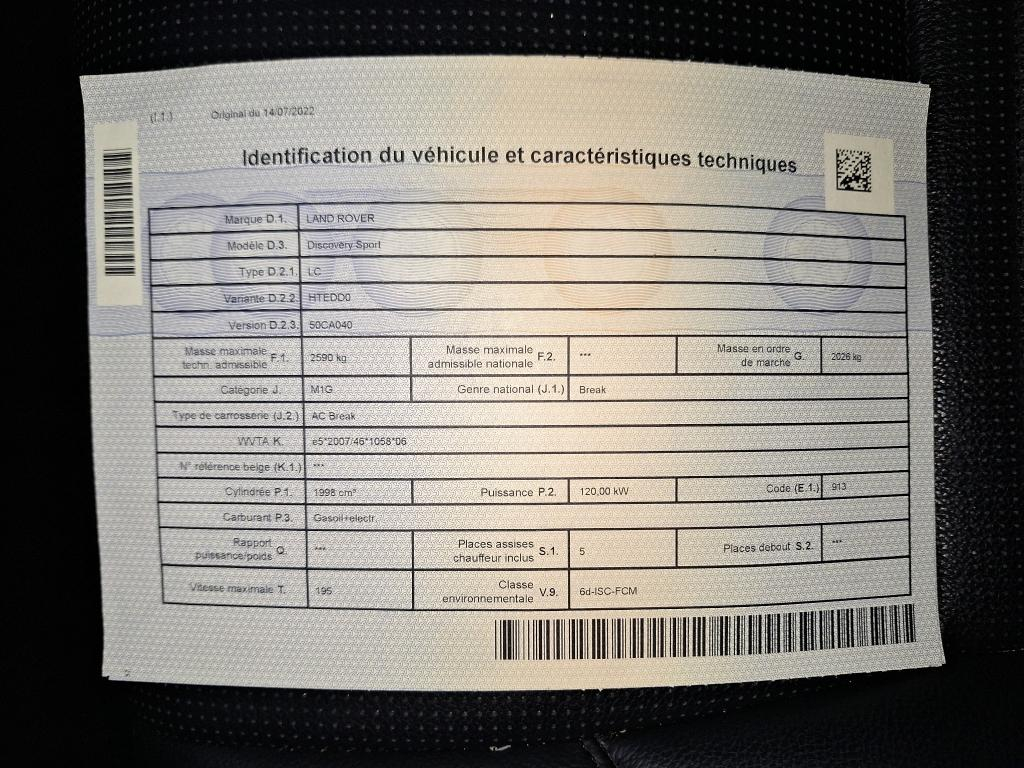 (I.1.) Original du 14/07/2022
Identification du véhicule et caractéristiques techniques
Marque D.1. LAND ROVER
Modèle D.3. Discovery Sport
Type D.2.1. LC
Variante D.2.2. HTEDD0
Version D.2.3. 50CA040
Masse maximale techn. admissible F.1. 2590 kg Masse maximale admissible nationale F.2. *** Masse en ordre de marche G. 2026 kg
Catégorie J. M1G Genre national (J.1.) Break
Type de carrosserie (J.2.) AC Break
WVTA K. e5*2007/46*1058*06
N° référence belge (K.1.) ***
Cylindrée P.1. 1998 cm³ Puissance P.2. 120,00 kW Code (E.1.) 913
Carburant P.3. Gasoil+electr.
Rapport puissance/poids Q. *** Places assises chauffeur inclus S.1. 5 Places debout S.2. ***
Vitesse maximale T. 195 Classe environnementale V.9. 6d-ISC-FCM